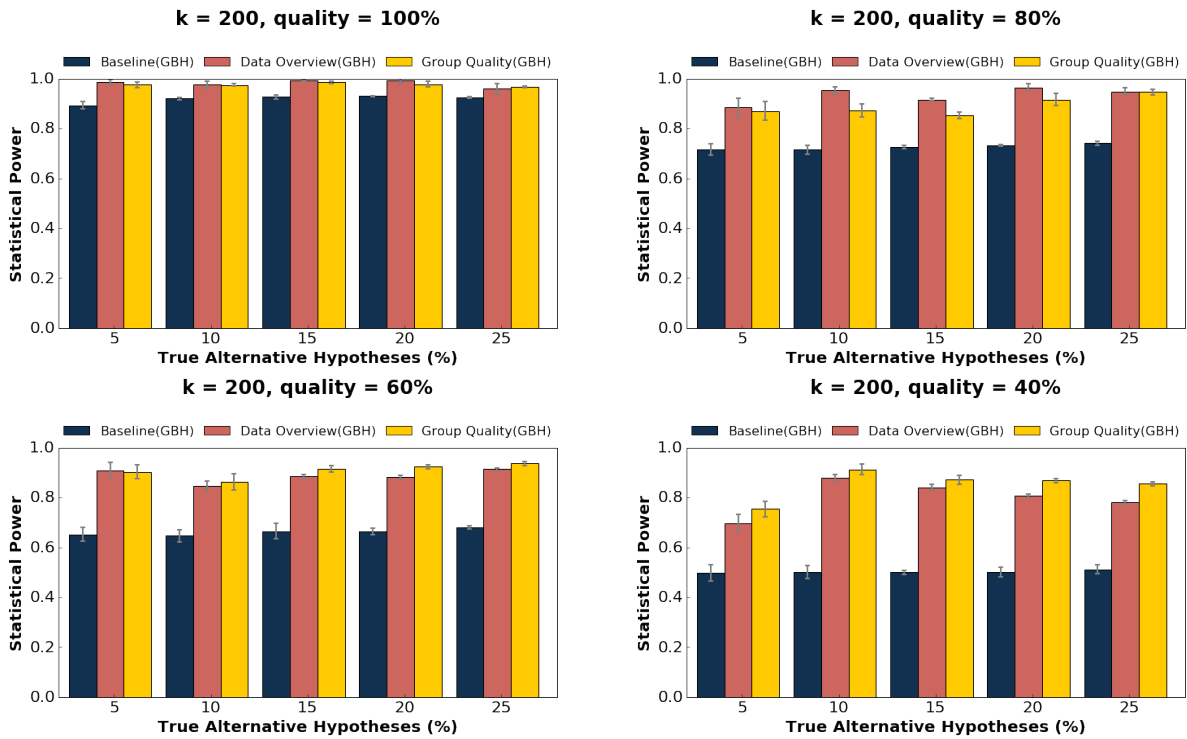 k = 200, quality = 100%
Baseline(GBH) Data Overview(GBH) Group Quality(GBH)
1.0
0.8
0.6
0.4
0.2
0.0
Statistical Power
5 10 15 20 25
True Alternative Hypotheses (%)
k = 200, quality = 80%
Baseline(GBH) Data Overview(GBH) Group Quality(GBH)
1.0
0.8
0.6
0.4
0.2
0.0
Statistical Power
5 10 15 20 25
True Alternative Hypotheses (%)
k = 200, quality = 60%
Baseline(GBH) Data Overview(GBH) Group Quality(GBH)
1.0
0.8
0.6
0.4
0.2
0.0
Statistical Power
5 10 15 20 25
True Alternative Hypotheses (%)
k = 200, quality = 40%
Baseline(GBH) Data Overview(GBH) Group Quality(GBH)
1.0
0.8
0.6
0.4
0.2
0.0
Statistical Power
5 10 15 20 25
True Alternative Hypotheses (%)